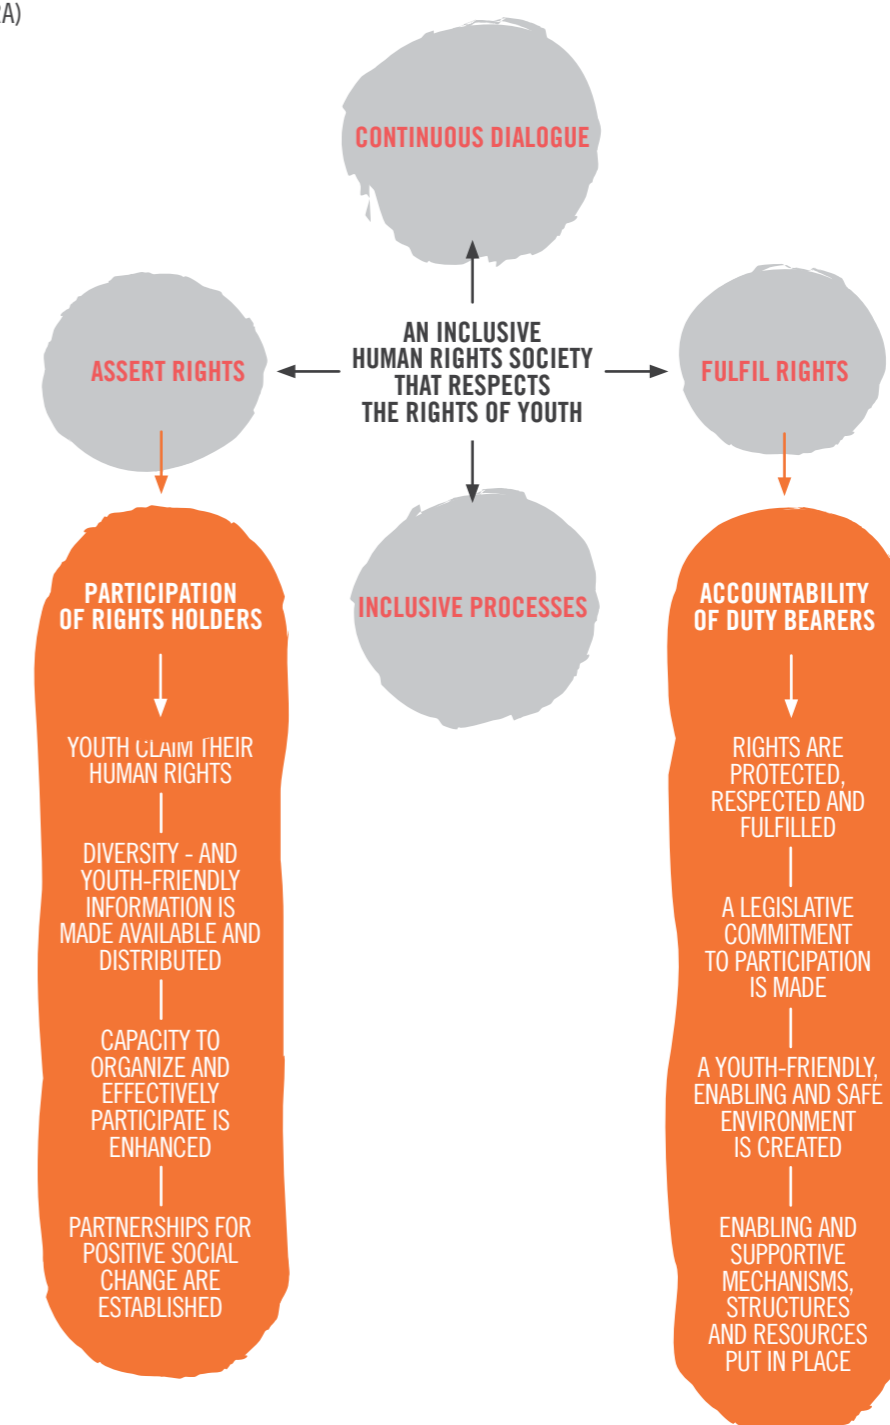 A)
CONTINUOUS DIALOGUE
AN INCLUSIVE
HUMAN RIGHTS SOCIETY
THAT RESPECTS
THE RIGHTS OF YOUTH
ASSERT RIGHTS
FULFIL RIGHTS
INCLUSIVE PROCESSES
PARTICIPATION
OF RIGHTS HOLDERS
YOUTH CLAIM THEIR
HUMAN RIGHTS
DIVERSITY - AND
YOUTH-FRIENDLY
INFORMATION IS
MADE AVAILABLE AND
DISTRIBUTED
CAPACITY TO
ORGANIZE AND
EFFECTIVELY
PARTICIPATE IS
ENHANCED
PARTNERSHIPS FOR
POSITIVE SOCIAL
CHANGE ARE
ESTABLISHED
ACCOUNTABILITY
OF DUTY BEARERS
RIGHTS ARE
PROTECTED,
RESPECTED AND
FULFILLED
A LEGISLATIVE
COMMITMENT
TO PARTICIPATION
IS MADE
A YOUTH-FRIENDLY,
ENABLING AND SAFE
ENVIRONMENT
IS CREATED
ENABLING AND
SUPPORTIVE
MECHANISMS,
STRUCTURES
AND RESOURCES
PUT IN PLACE